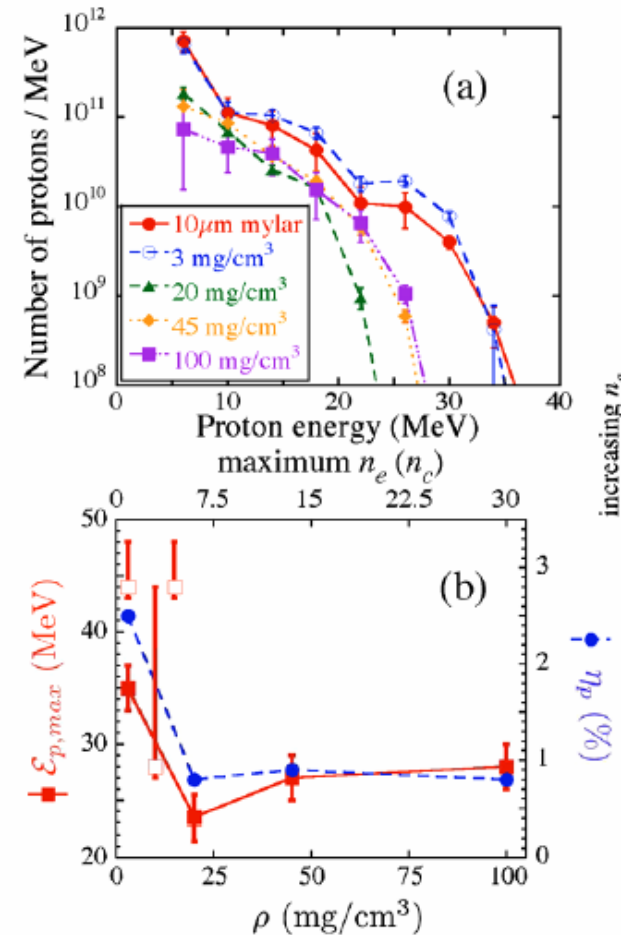 10¹²
(a)
10¹¹
10¹⁰
10⁹
10⁸
Number of protons / MeV
10μm mylar
3 mg/cm³
20 mg/cm³
45 mg/cm³
100 mg/cm³
0 10 20 30 40
Proton energy (MeV)
maximum nₑ (n_c)
increasing
0 7.5 15 22.5 30
50
(b)
40
30
20
ℰp,max (MeV)
3
2
1
0
ηp (%)
0 25 50 75 100
ρ (mg/cm³)